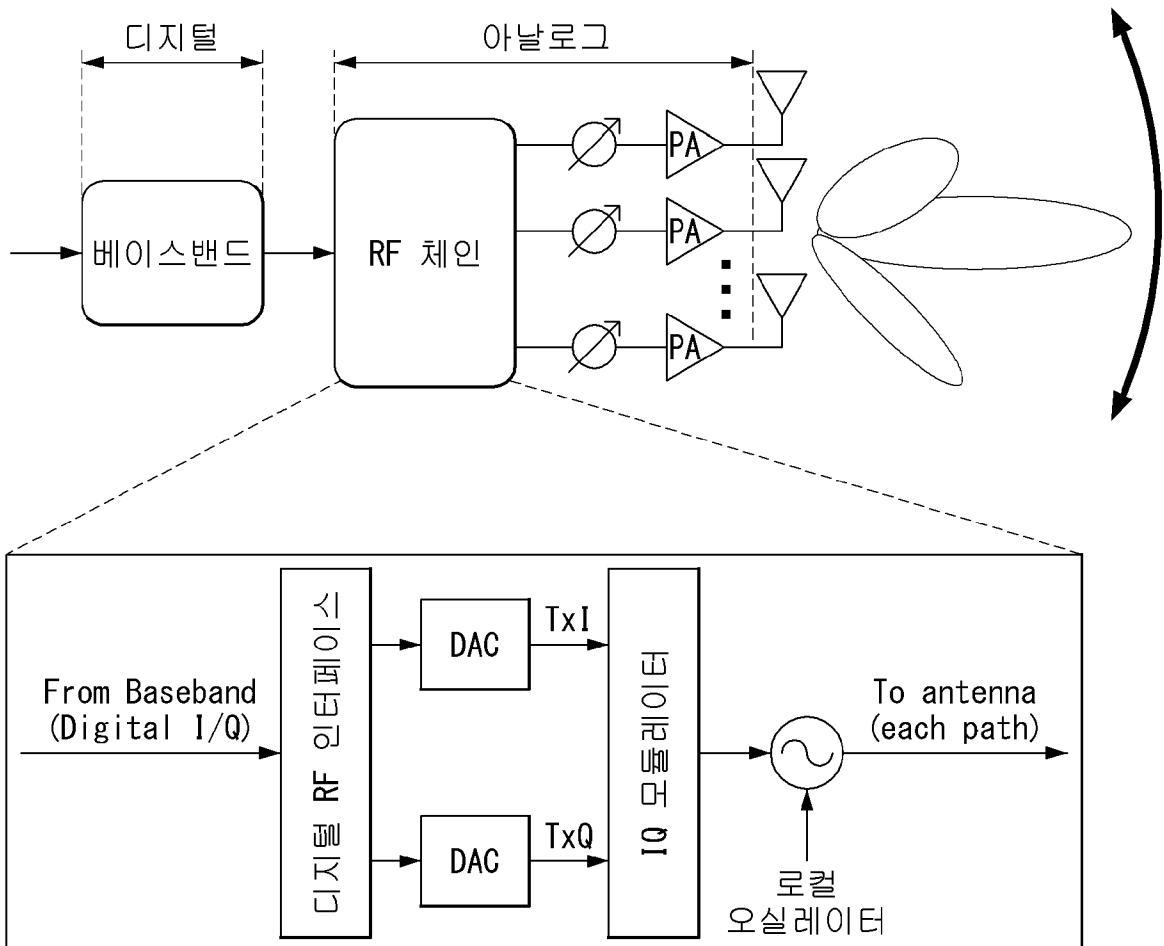 디지털
아날로그
베이스밴드
RF 체인
PA
PA
PA
From Baseband
(Digital I/Q)
디지털 RF 인터페이스
DAC
TxI
DAC
TxQ
IQ 모듈레이터
To antenna
(each path)
로컬
오실레이터